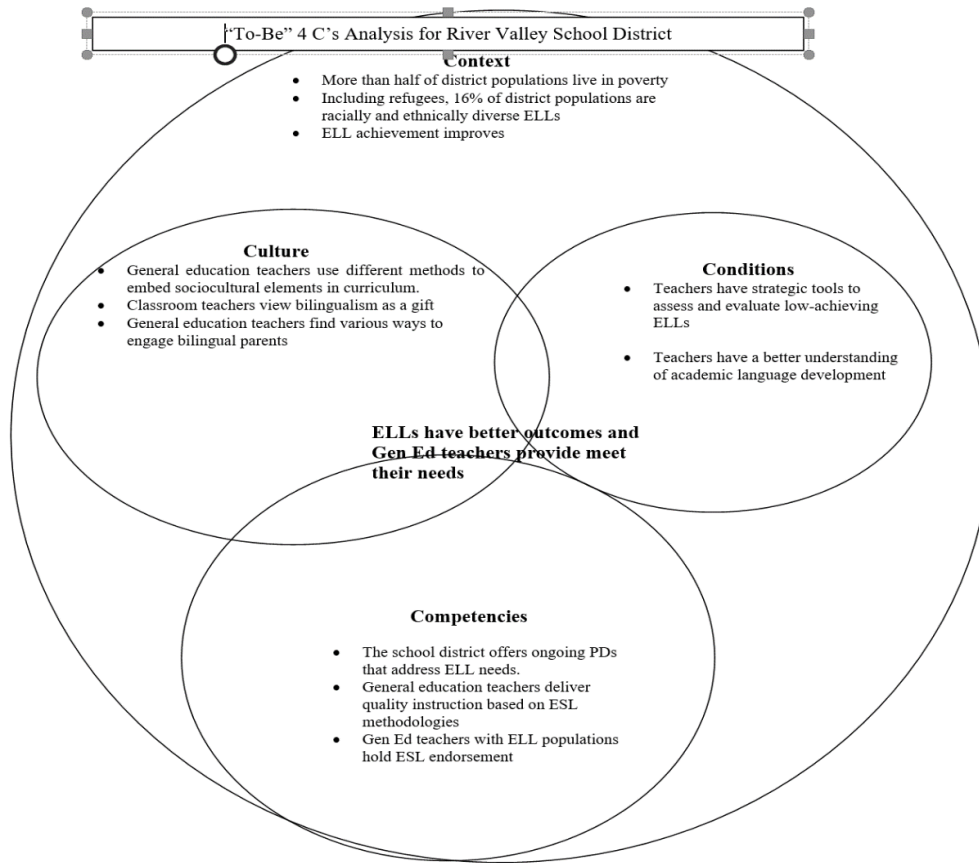 “To-Be” 4 C’s Analysis for River Valley School District
Context
• More than half of district populations live in poverty
• Including refugees, 16% of district populations are
racially and ethnically diverse ELLs
• ELL achievement improves
Culture
• General education teachers use different methods to
embed sociocultural elements in curriculum.
• Classroom teachers view bilingualism as a gift
• General education teachers find various ways to
engage bilingual parents
Conditions
• Teachers have strategic tools to
assess and evaluate low-achieving
ELLs
• Teachers have a better understanding
of academic language development
ELLs have better outcomes and
Gen Ed teachers provide meet
their needs
Competencies
• The school district offers ongoing PDs
that address ELL needs.
• General education teachers deliver
quality instruction based on ESL
methodologies
• Gen Ed teachers with ELL populations
hold ESL endorsement